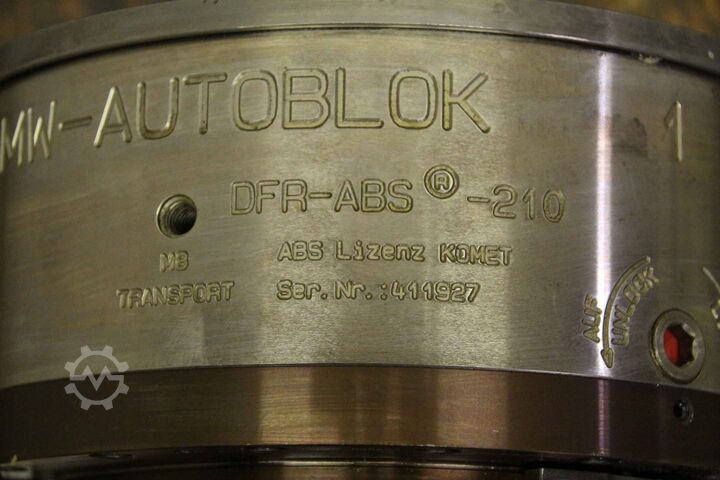 MW-AUTOBLOK 1
DFR-ABS®-210
M8
TRANSPORT
ABS Lizenz KOMET
Ser.Nr.:411927
AUF
UNLOCK